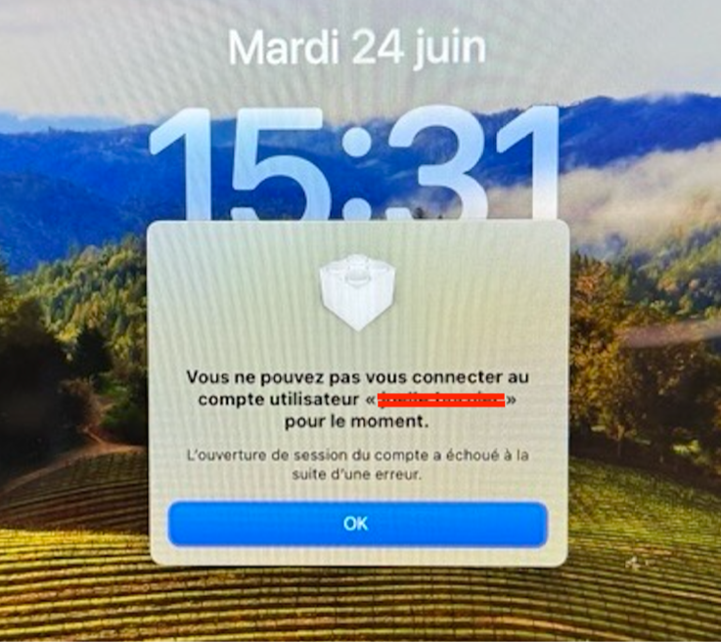 Mardi 24 juin
15:31
Vous ne pouvez pas vous connecter au
compte utilisateur « »
pour le moment.
L'ouverture de session du compte a échoué à la
suite d'une erreur.
OK